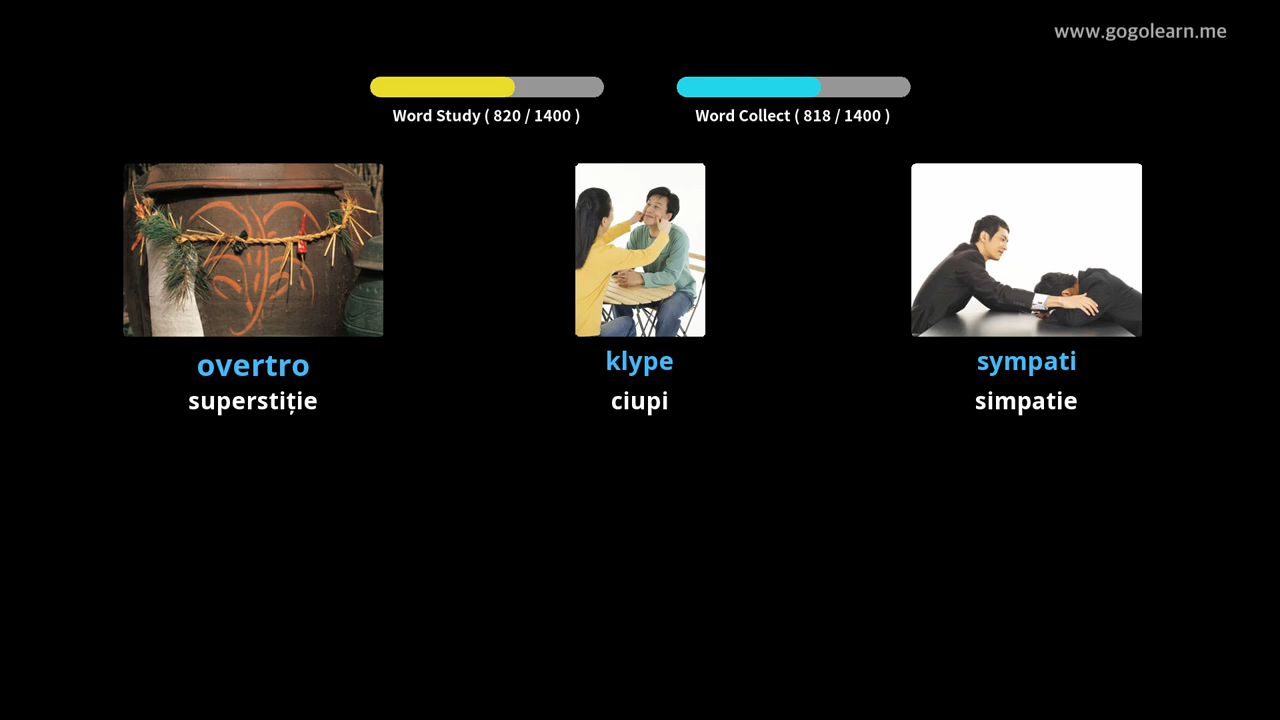 www.gogolearn.me
Word Study ( 820 / 1400 )
Word Collect ( 818 / 1400 )
overtro
klype
sympati
superstiție
ciupi
simpatie